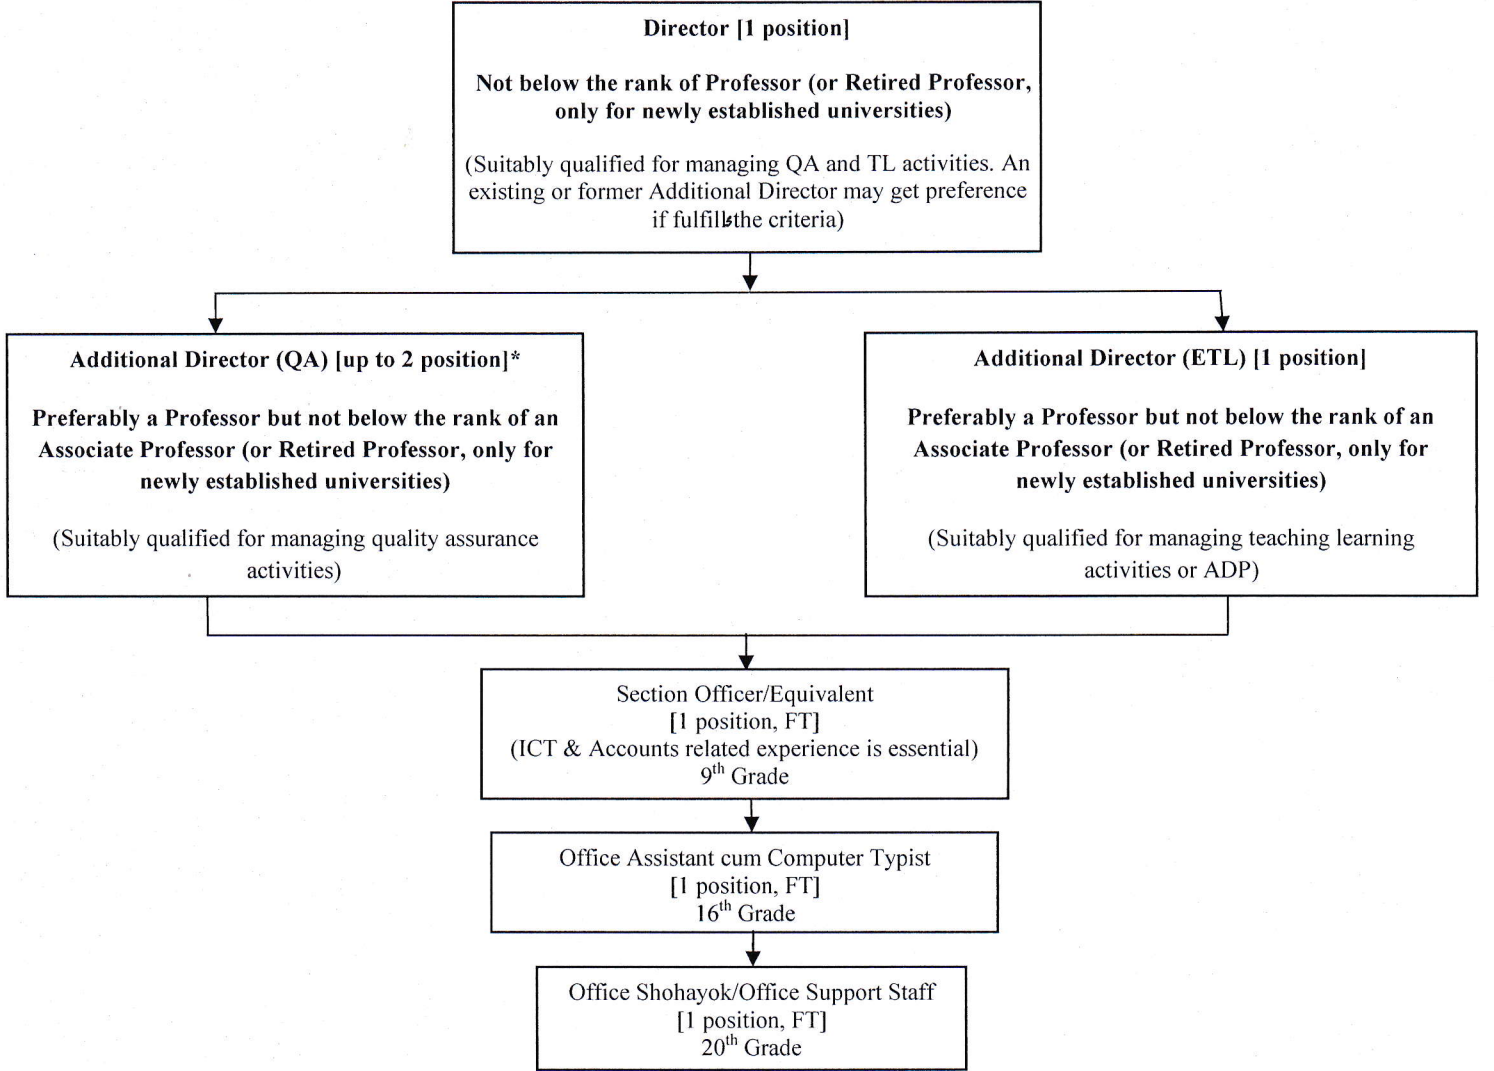 Director [1 position]
Not below the rank of Professor (or Retired Professor,
only for newly established universities)
(Suitably qualified for managing QA and TL activities. An
existing or former Additional Director may get preference
if fulfills the criteria)
Additional Director (QA) [up to 2 position]*
Preferably a Professor but not below the rank of an
Associate Professor (or Retired Professor, only for
newly established universities)
(Suitably qualified for managing quality assurance
activities)
Additional Director (ETL) [1 position]
Preferably a Professor but not below the rank of an
Associate Professor (or Retired Professor, only for
newly established universities)
(Suitably qualified for managing teaching learning
activities or ADP)
Section Officer/Equivalent
[1 position, FT]
(ICT & Accounts related experience is essential)
9th Grade
Office Assistant cum Computer Typist
[1 position, FT]
16th Grade
Office Shohayok/Office Support Staff
[1 position, FT]
20th Grade